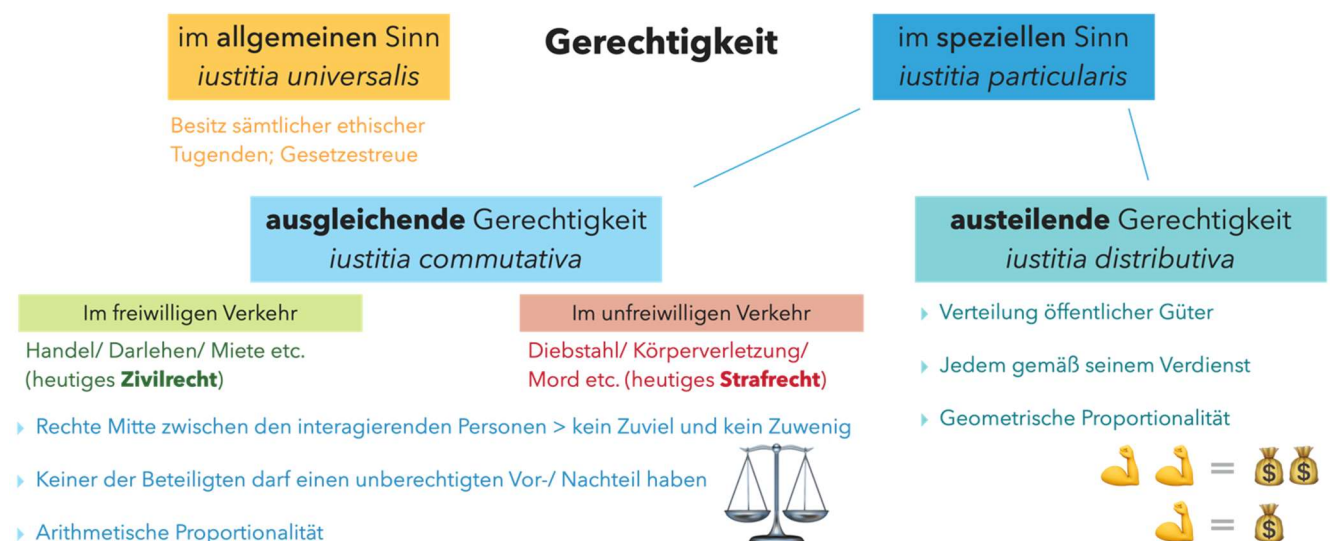 Gerechtigkeit
im allgemeinen Sinn
iustitia universalis
Besitz sämtlicher ethischer
Tugenden; Gesetzestreue
im speziellen Sinn
iustitia particularis
ausgleichende Gerechtigkeit
iustitia commutativa
Im freiwilligen Verkehr
Handel/ Darlehen/ Miete etc.
(heutiges Zivilrecht)
Im unfreiwilligen Verkehr
Diebstahl/ Körperverletzung/
Mord etc. (heutiges Strafrecht)
Rechte Mitte zwischen den interagierenden Personen > kein Zuviel und kein Zuwenig
Keiner der Beteiligten darf einen unberechtigten Vor-/ Nachteil haben
Arithmetische Proportionalität
austeilende Gerechtigkeit
iustitia distributiva
Verteilung öffentlicher Güter
Jedem gemäß seinem Verdienst
Geometrische Proportionalität
= $ $
= $